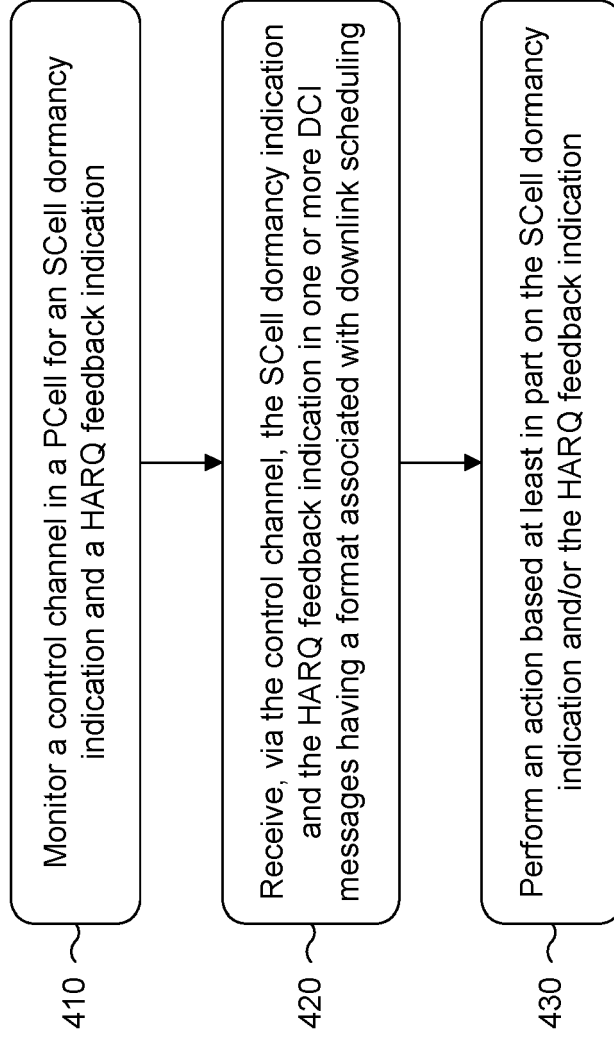 410
Monitor a control channel in a PCell for an SCell dormancy
indication and a HARQ feedback indication
420
Receive, via the control channel, the SCell dormancy indication
and the HARQ feedback indication in one or more DCI
messages having a format associated with downlink scheduling
430
Perform an action based at least in part on the SCell dormancy
indication and/or the HARQ feedback indication